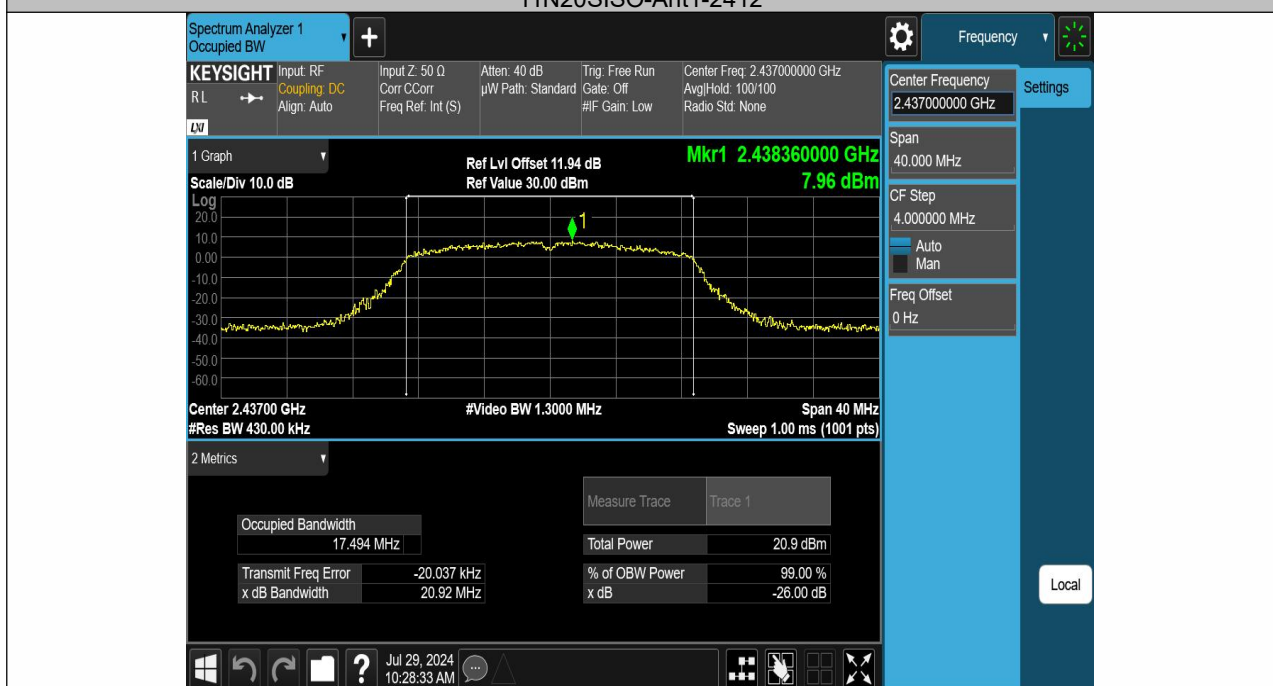 11N20SISO-Ant1-2412
Spectrum Analyzer 1
Occupied BW
Frequency
KEYSIGHT
RL
LXI
Input: RF
Coupling: DC
Align: Auto
Input Z: 50 Ω
Corr CCorr
Freq Ref: Int (S)
Atten: 40 dB
µW Path: Standard
Trig: Free Run
Gate: Off
#IF Gain: Low
Center Freq: 2.437000000 GHz
Avg|Hold: 100/100
Radio Std: None
Center Frequency
2.437000000 GHz
Settings
Span
40.000 MHz
CF Step
4.000000 MHz
Auto
Man
Freq Offset
0 Hz
1 Graph
Scale/Div 10.0 dB
Ref Lvl Offset 11.94 dB
Ref Value 30.00 dBm
Mkr1 2.438360000 GHz
7.96 dBm
Log
20.0
10.0
0.00
-10.0
-20.0
-30.0
-40.0
-50.0
-60.0
1
Center 2.43700 GHz
#Res BW 430.00 kHz
#Video BW 1.3000 MHz
Span 40 MHz
Sweep 1.00 ms (1001 pts)
2 Metrics
Measure Trace Trace 1
Occupied Bandwidth
17.494 MHz
Total Power 20.9 dBm
Transmit Freq Error -20.037 kHz
% of OBW Power 99.00 %
x dB Bandwidth 20.92 MHz
x dB -26.00 dB
Local
Jul 29, 2024
10:28:33 AM